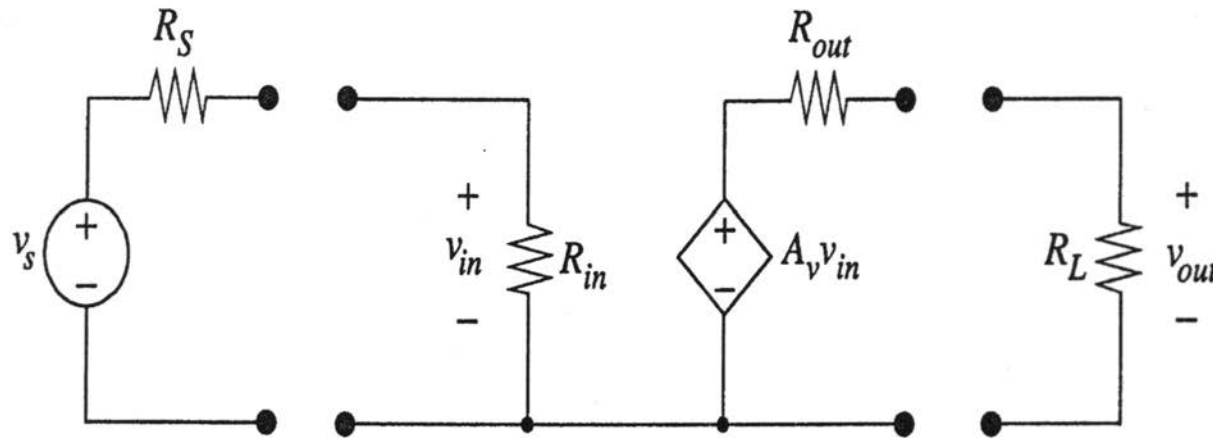 R_S
R_out
+
v_s
−
+
v_in
−
R_in
+
A_v v_in
−
R_L
+
v_out
−